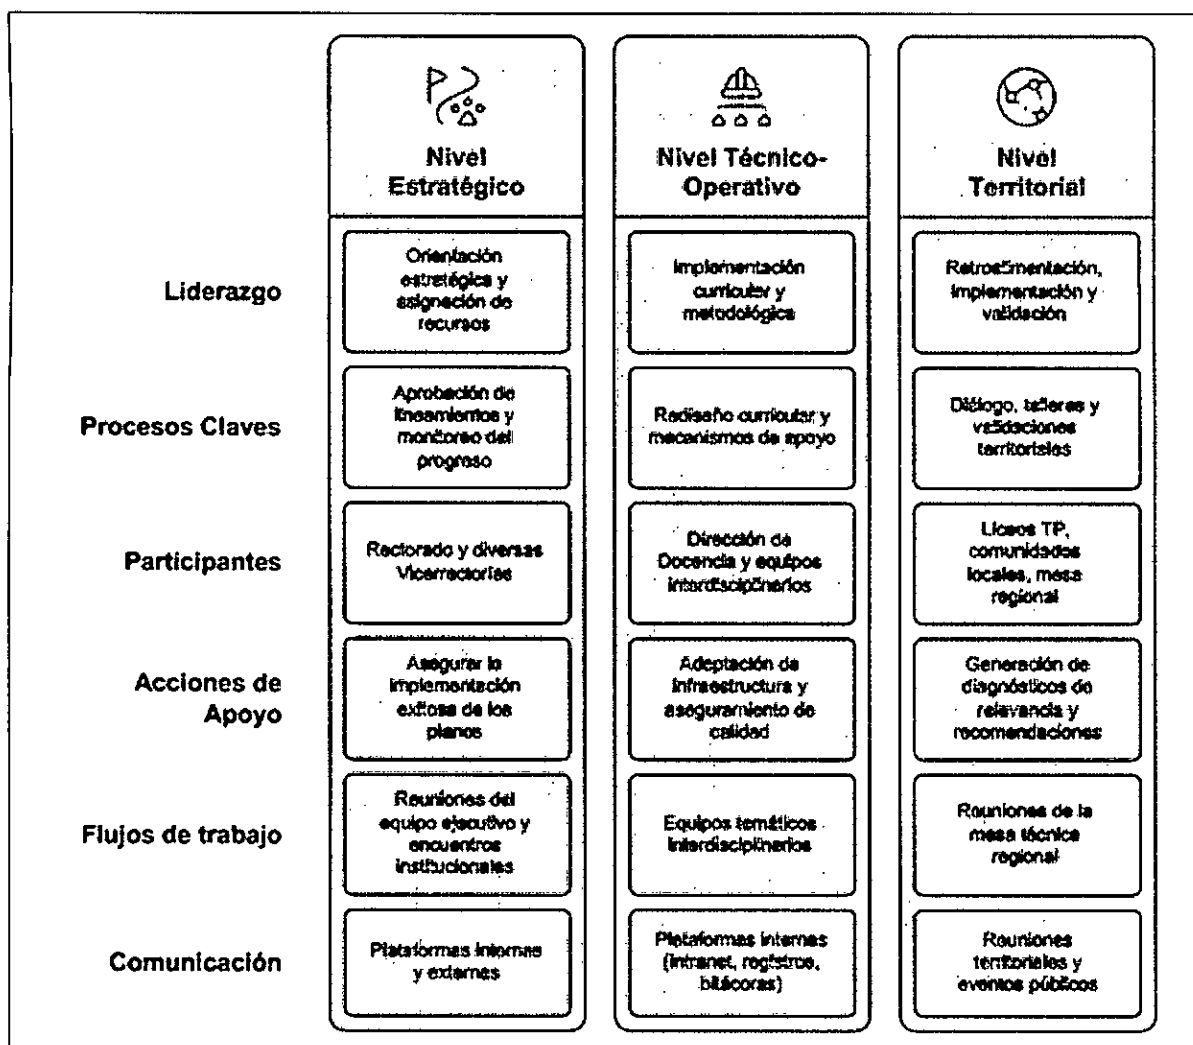 Nivel
Estratégico
Nivel Técnico-
Operativo
Nivel
Territorial
Liderazgo
Orientación
estratégica y
asignación de
recursos
Implementación
curricular y
metodológica
Retroalimentación,
implementación y
validación
Procesos Claves
Aprobación de
lineamientos y
monitoreo del
progreso
Rediseño curricular y
mecanismos de apoyo
Diálogo, talleres y
validaciones
territoriales
Participantes
Rectorado y diversas
Vicerrectorías
Dirección de
Docencia y equipos
interdisciplinarios
Liceos TP,
comunidades
locales, mesa
regional
Acciones de
Apoyo
Asegurar la
implementación
exitosa de los
planes
Adaptación de
infraestructura y
aseguramiento de
calidad
Generación de
diagnósticos de
relevancia y
recomendaciones
Flujos de trabajo
Reuniones del
equipo ejecutivo y
encuentros
institucionales
Equipos temáticos
interdisciplinarios
Reuniones de la
mesa técnica
regional
Comunicación
Plataformas internas
y externas
Plataformas internas
(intranet, registros,
bitácoras)
Reuniones
territoriales y
eventos públicos